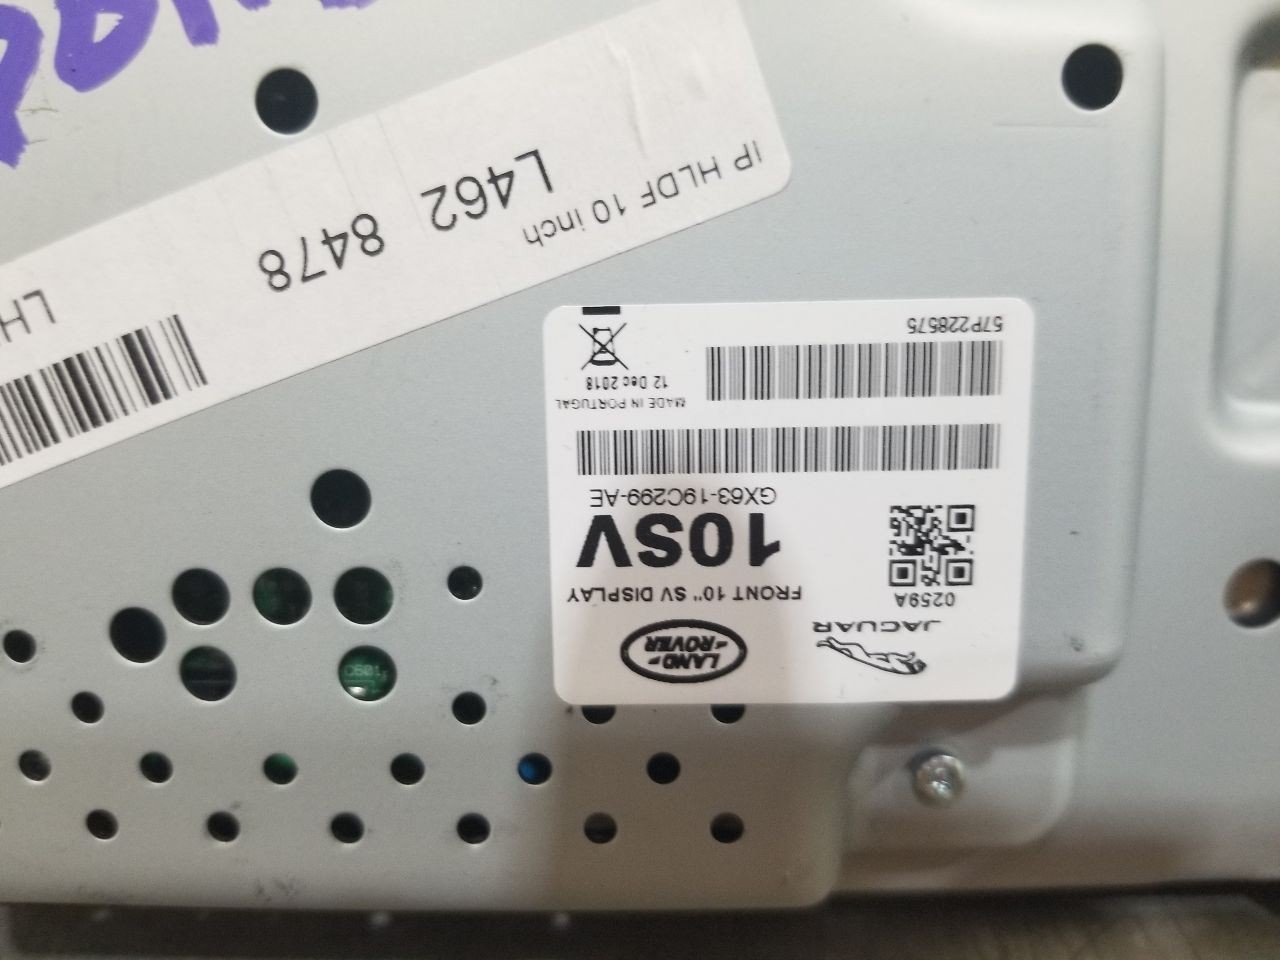 JAGUAR
LAND-
-ROVER
0259A
FRONT 10" SV DISPLAY
10SV
GX63-19C299-AE
MADE IN PORTUGAL
12 Dec 2018
57P228575
IP HLDF 10 inch
L462 8478
C601